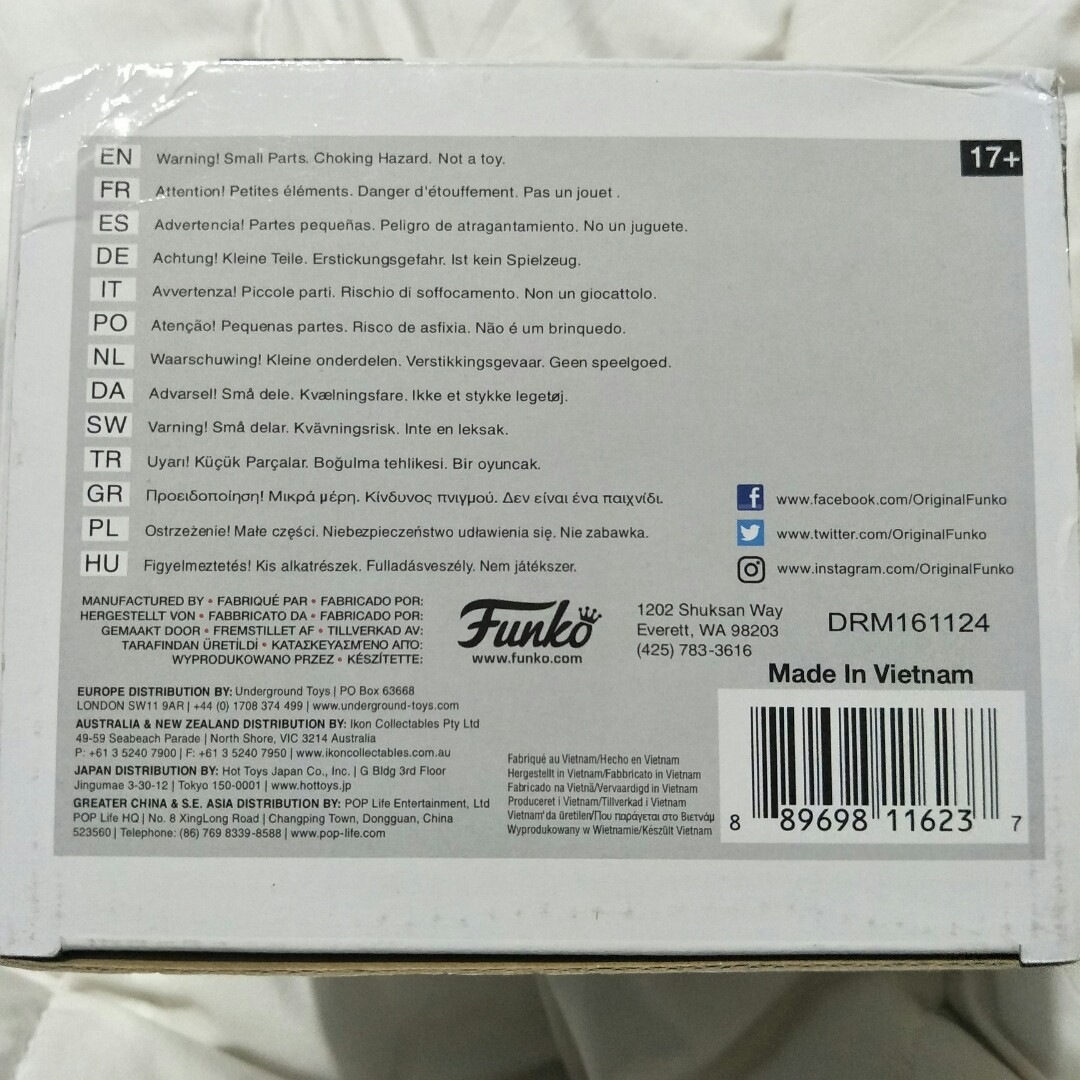 EN Warning! Small Parts. Choking Hazard. Not a toy.
17+
FR Attention! Petites éléments. Danger d'étouffement. Pas un jouet .
ES Advertencia! Partes pequeñas. Peligro de atragantamiento. No un juguete.
DE Achtung! Kleine Teile. Erstickungsgefahr. Ist kein Spielzeug.
IT Avvertenza! Piccole parti. Rischio di soffocamento. Non un giocattolo.
PO Atenção! Pequenas partes. Risco de asfixia. Não é um brinquedo.
NL Waarschuwing! Kleine onderdelen. Verstikkingsgevaar. Geen speelgoed.
DA Advarsel! Små dele. Kvælningsfare. Ikke et stykke legetøj.
SW Varning! Små delar. Kvävningsrisk. Inte en leksak.
TR Uyarı! Küçük Parçalar. Boğulma tehlikesi. Bir oyuncak.
GR Προειδοποίηση! Μικρά μέρη. Κίνδυνος πνιγμού. Δεν είναι ένα παιχνίδι.
PL Ostrzeżenie! Małe części. Niebezpieczeństwo udławienia się. Nie zabawka.
HU Figyelmeztetés! Kis alkatrészek. Fulladásveszély. Nem játékszer.
www.facebook.com/OriginalFunko
www.twitter.com/OriginalFunko
www.instagram.com/OriginalFunko
MANUFACTURED BY • FABRIQUÉ PAR • FABRICADO POR:
HERGESTELLT VON • FABBRICATO DA • FABRICADO POR:
GEMAAKT DOOR • FREMSTILLET AF • TILLVERKAD AV:
TARAFINDAN ÜRETİLDİ • ΚΑΤΑΣΚΕΥΑΣΜΈΝΟ ΑΠΌ:
WYPRODUKOWANO PRZEZ • KÉSZÍTETTE:
Funko
www.funko.com
1202 Shuksan Way
Everett, WA 98203
(425) 783-3616
DRM161124
Made In Vietnam
EUROPE DISTRIBUTION BY: Underground Toys | PO Box 63668
LONDON SW11 9AR | +44 (0) 1708 374 499 | www.underground-toys.com
AUSTRALIA & NEW ZEALAND DISTRIBUTION BY: Ikon Collectables Pty Ltd
49-59 Seabeach Parade | North Shore, VIC 3214 Australia
P: +61 3 5240 7900 | F: +61 3 5240 7950 | www.ikoncollectables.com.au
JAPAN DISTRIBUTION BY: Hot Toys Japan Co., Inc. | G Bldg 3rd Floor
Jingumae 3-30-12 | Tokyo 150-0001 | www.hottoys.jp
GREATER CHINA & S.E. ASIA DISTRIBUTION BY: POP Life Entertainment, Ltd
POP Life HQ | No. 8 XingLong Road | Changping Town, Dongguan, China
523560 | Telephone: (86) 769 8339-8588 | www.pop-life.com
Fabriqué au Vietnam/Hecho en Vietnam
Hergestellt in Vietnam/Fabbricato in Vietnam
Fabricado na Vietnã/Vervaardigd in Vietnam
Produceret i Vietnam/Tillverkad i Vietnam
Vietnam'da üretilen/Που παράγεται στο Βιετνάμ
Wyprodukowany w Wietnamie/Készült Vietnam
8 89698 11623 7